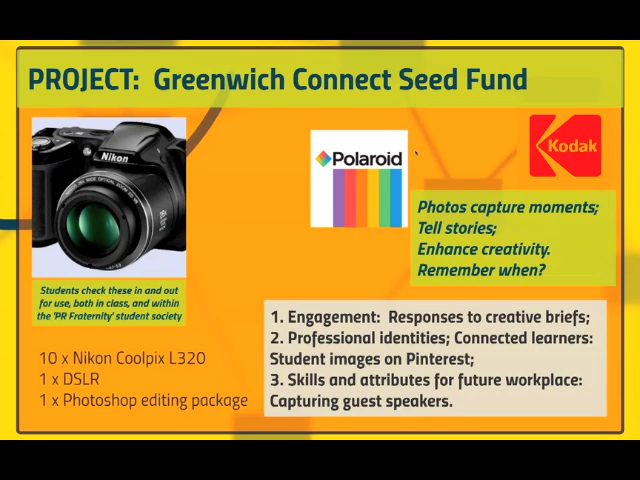 PROJECT: Greenwich Connect Seed Fund
Nikon
Polaroid
Kodak
Photos capture moments;
Tell stories;
Enhance creativity.
Remember when?
Students check these in and out
for use, both in class, and within
the 'PR Fraternity' student society
10 x Nikon Coolpix L320
1 x DSLR
1 x Photoshop editing package
1. Engagement: Responses to creative briefs;
2. Professional identities; Connected learners:
Student images on Pinterest;
3. Skills and attributes for future workplace:
Capturing guest speakers.